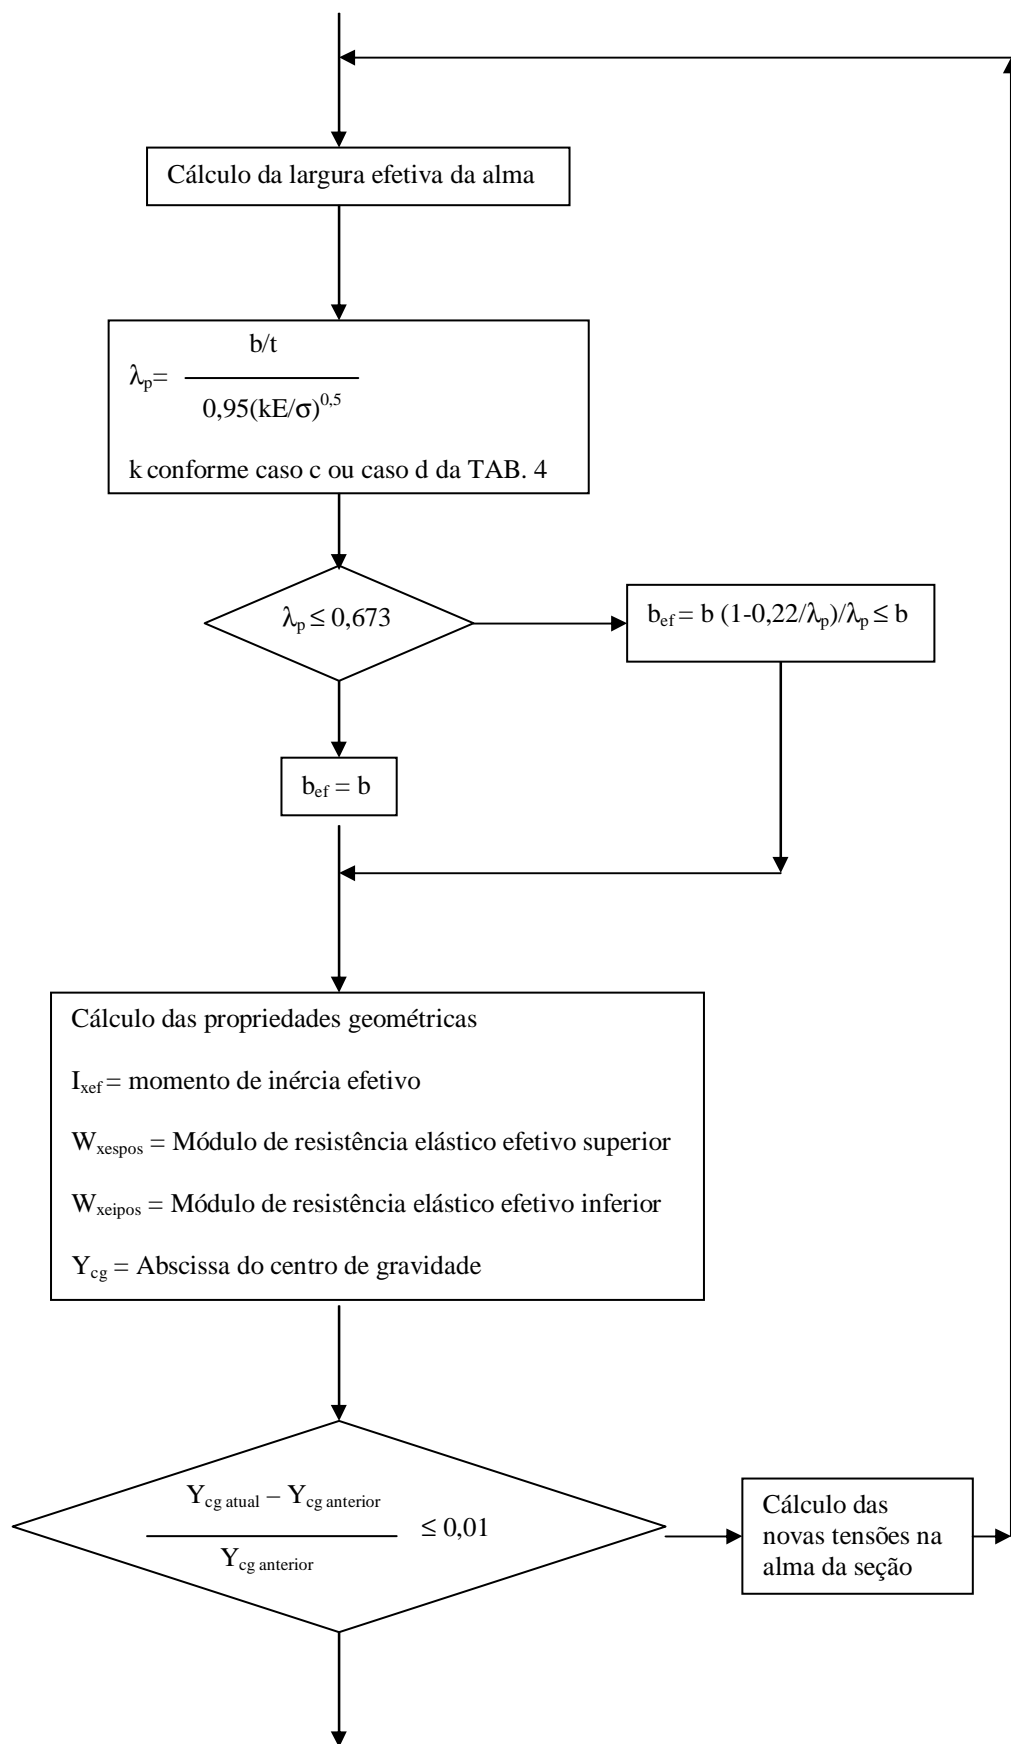 Cálculo da largura efetiva da alma
b/t
λp=
0,95(kE/σ)^0,5
k conforme caso c ou caso d da TAB. 4
λp ≤ 0,673
bef = b (1-0,22/λp)/λp ≤ b
bef = b
Cálculo das propriedades geométricas
Ixef = momento de inércia efetivo
Wxespos = Módulo de resistência elástico efetivo superior
Wxeipos = Módulo de resistência elástico efetivo inferior
Ycg = Abscissa do centro de gravidade
Ycg atual – Ycg anterior
≤ 0,01
Ycg anterior
Cálculo das
novas tensões na
alma da seção